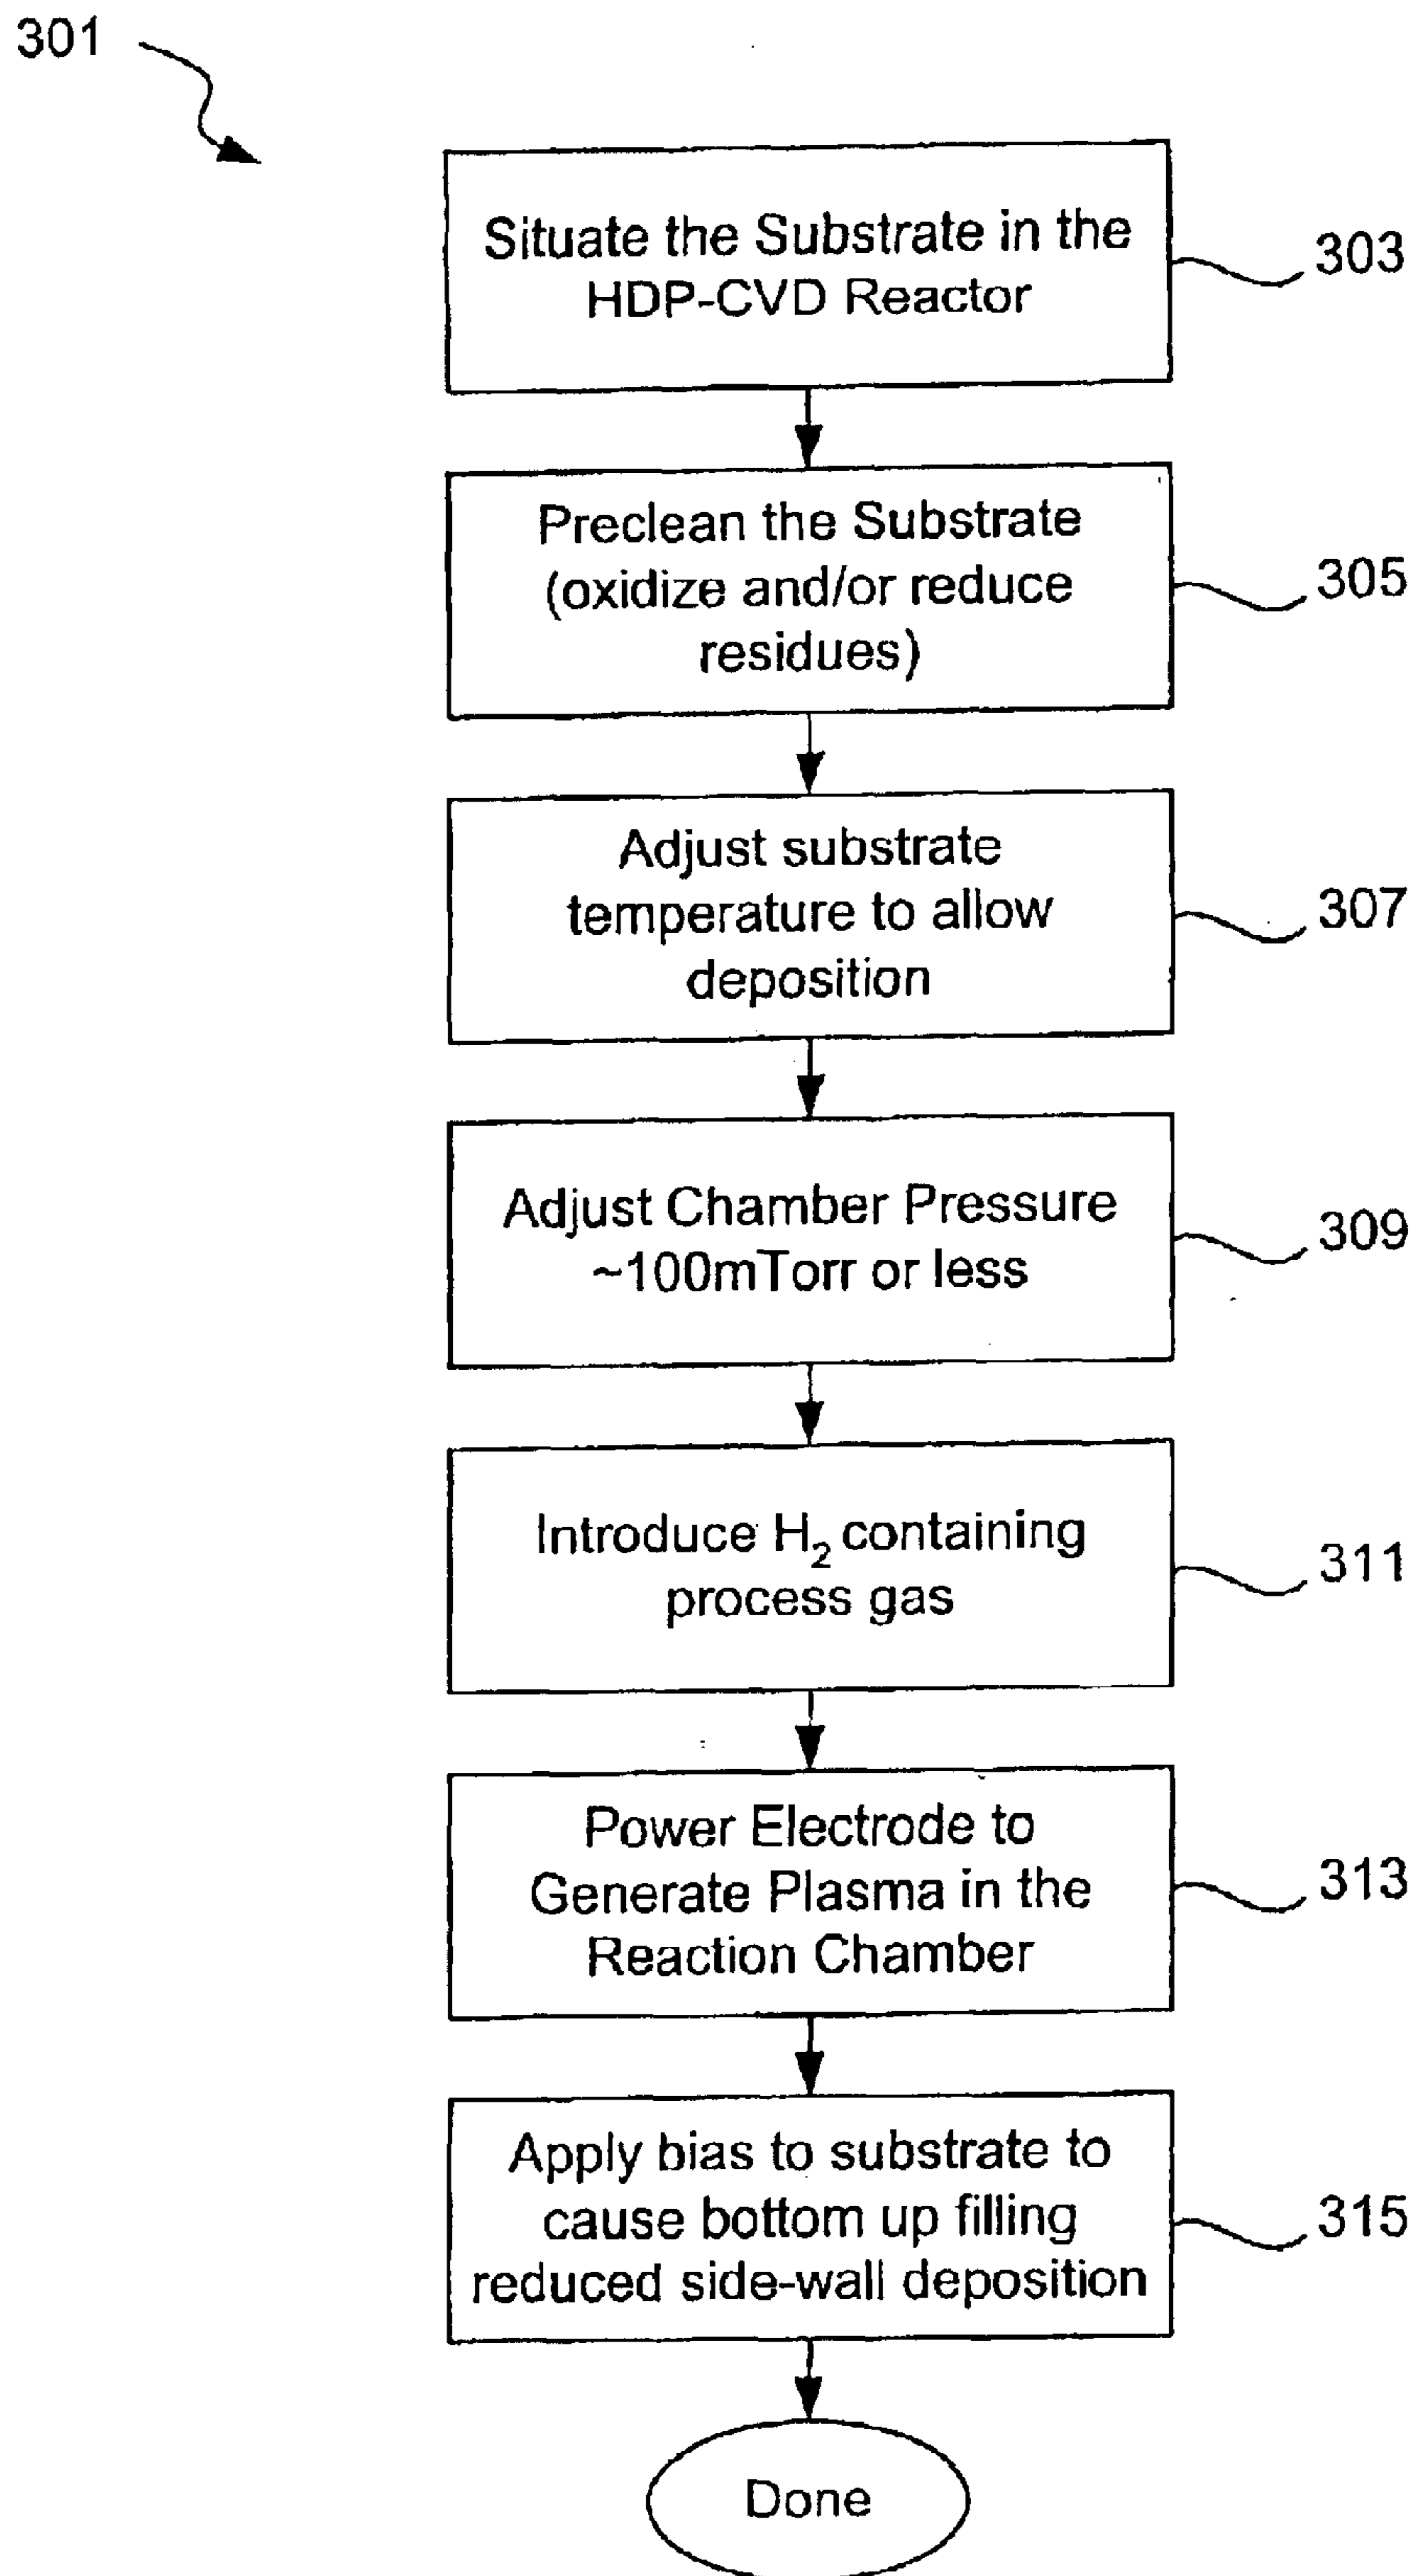 301
Situate the Substrate in the
HDP-CVD Reactor
303
Preclean the Substrate
(oxidize and/or reduce
residues)
305
Adjust substrate
temperature to allow
deposition
307
Adjust Chamber Pressure
~100mTorr or less
309
Introduce H₂ containing
process gas
311
Power Electrode to
Generate Plasma in the
Reaction Chamber
313
Apply bias to substrate to
cause bottom up filling
reduced side-wall deposition
315
Done